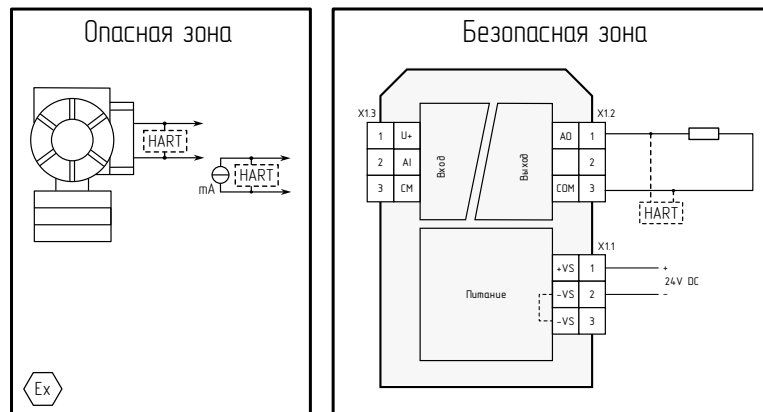 Опасная зона
Безопасная зона
X1.3
X1.2
1 U+
2 AI
3 CM
Вход
Выход
AO 1
2
COM 3
HART
HART
mA
HART
X1.1
Питание
+VS 1
-VS 2
-VS 3
+
24V DC
-
Ex